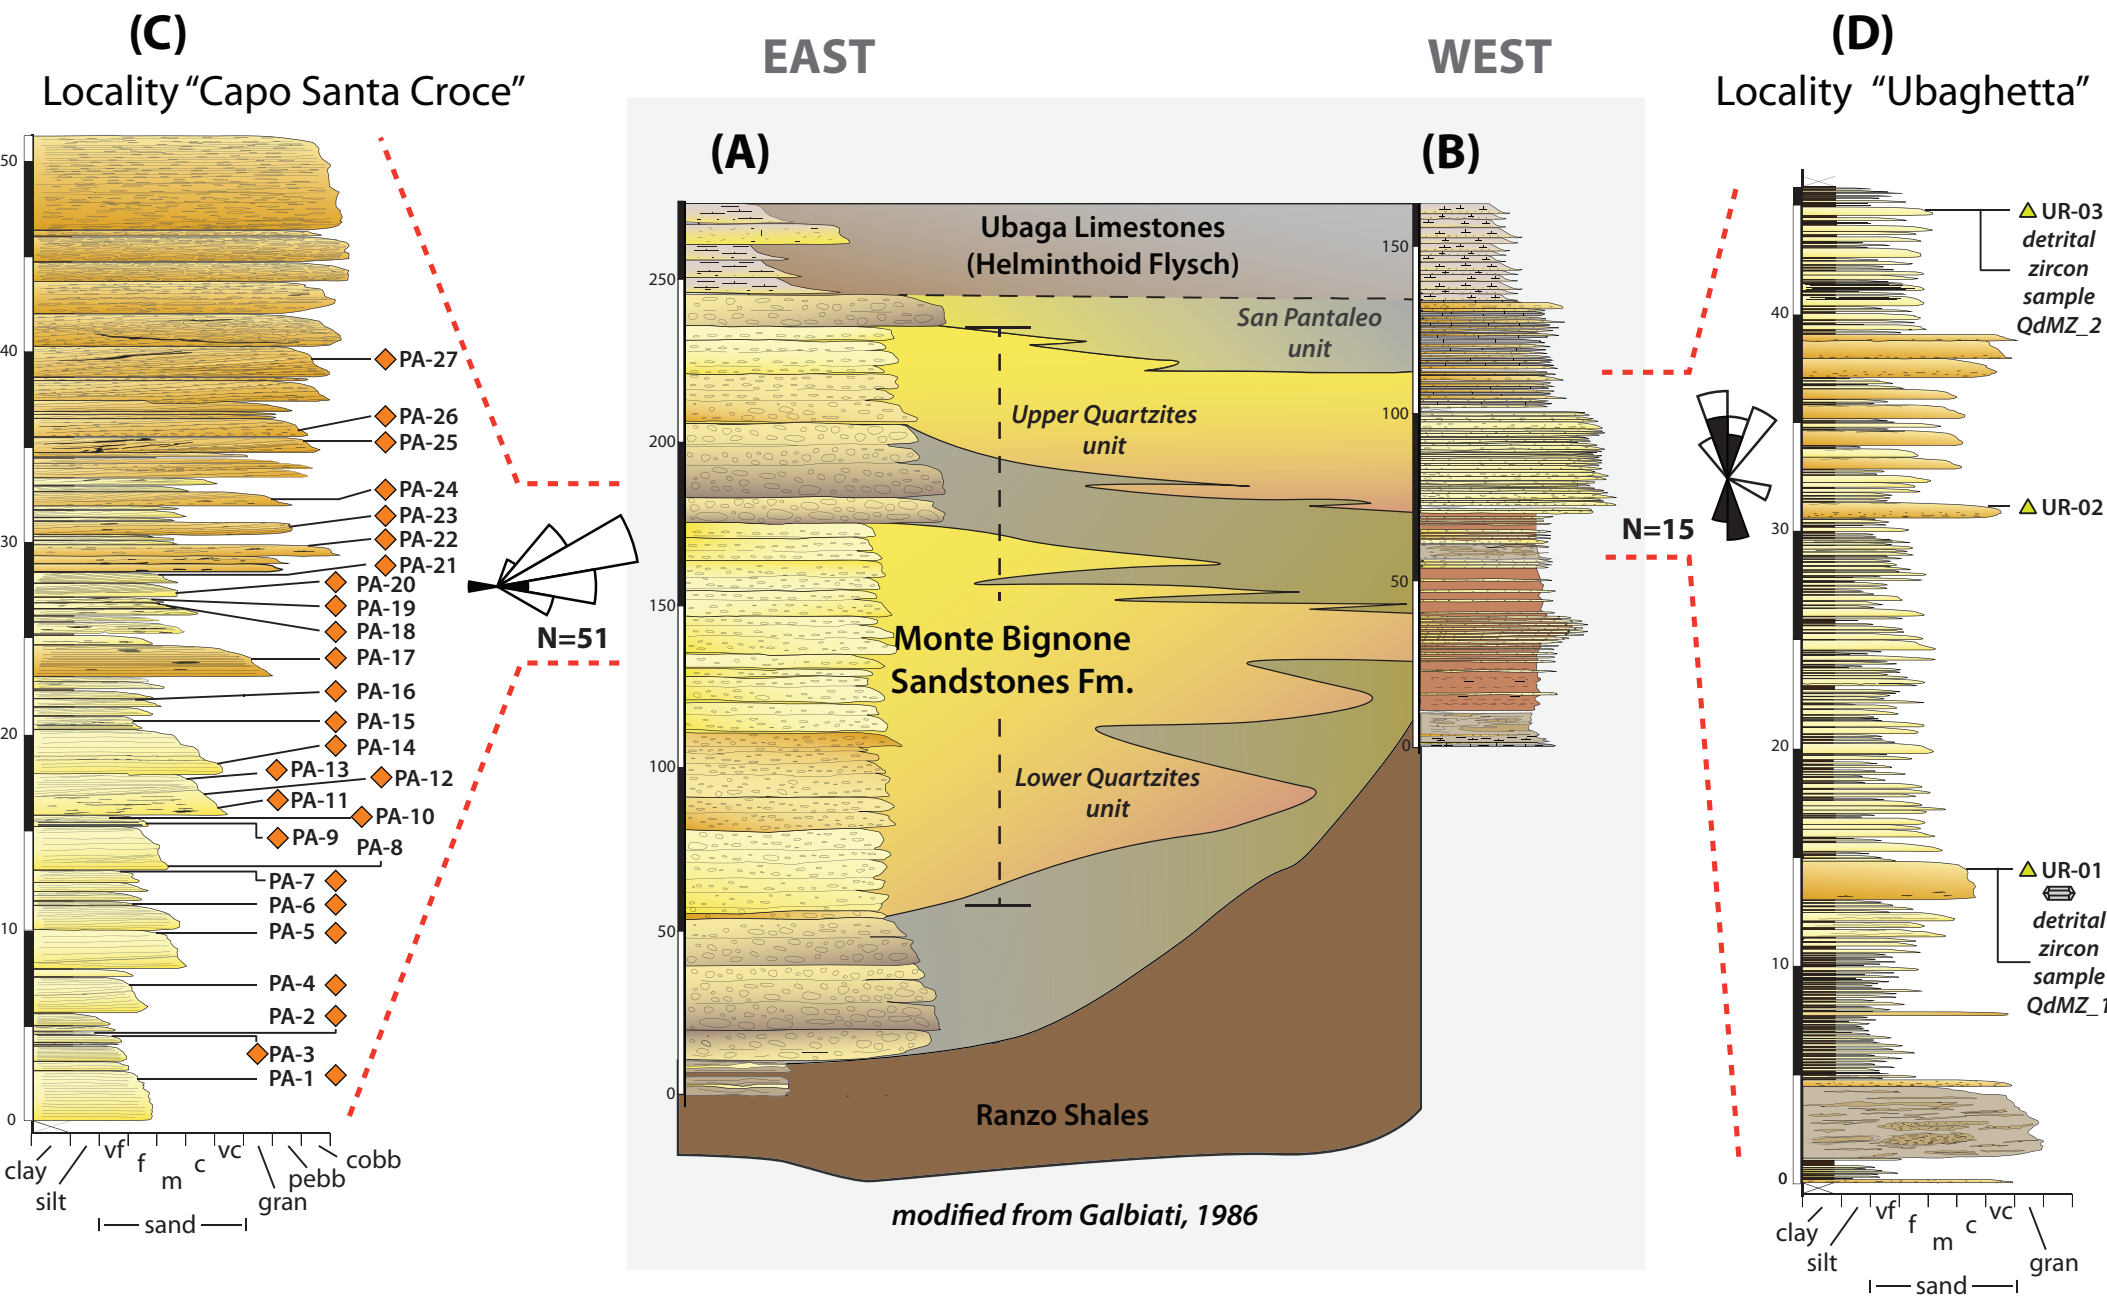 (C)
Locality “Capo Santa Croce”
50
40
30
20
10
0
PA-27
PA-26
PA-25
PA-24
PA-23
PA-22
PA-21
PA-20
PA-19
PA-18
PA-17
PA-16
PA-15
PA-14
PA-13
PA-12
PA-11
PA-10
PA-9
PA-8
PA-7
PA-6
PA-5
PA-4
PA-2
PA-3
PA-1
clay
silt
vf
f
m
c
vc
gran
pebb
cobb
sand
N=51
EAST
WEST
(A)
(B)
250
200
150
100
50
0
Ubaga Limestones
(Helminthoid Flysch)
San Pantaleo
unit
Upper Quartzites
unit
Monte Bignone
Sandstones Fm.
Lower Quartzites
unit
Ranzo Shales
150
100
50
0
modified from Galbiati, 1986
N=15
(D)
Locality “Ubaghetta”
40
30
20
10
0
UR-03
detrital
zircon
sample
QdMZ_2
UR-02
UR-01
detrital
zircon
sample
QdMZ_1
clay
silt
vf
f
m
c
vc
gran
sand